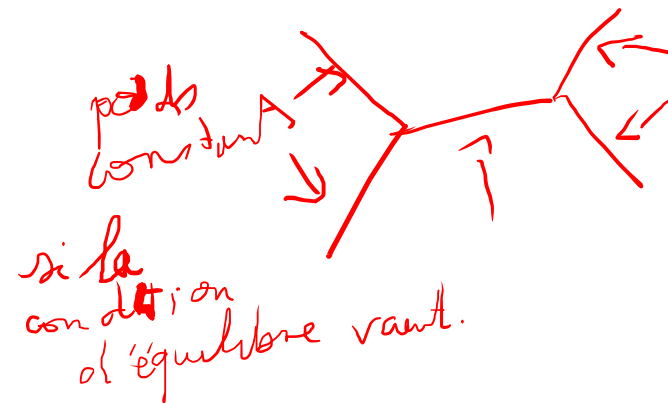 poids
constant
si la
condition
d'équilibre vaut.